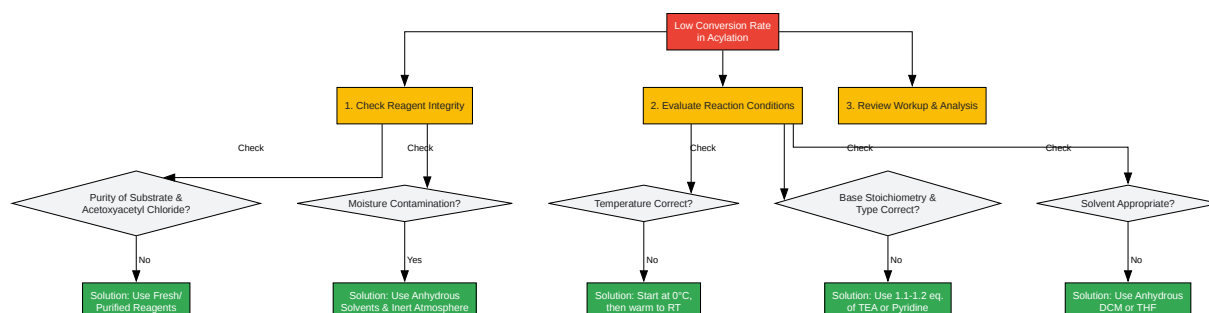 Low Conversion Rate
in Acylation
1. Check Reagent Integrity
2. Evaluate Reaction Conditions
3. Review Workup & Analysis
Check
Check
Check
Check
Check
Purity of Substrate &
Acetoxyacetyl Chloride?
Moisture Contamination?
Temperature Correct?
Base Stoichiometry &
Type Correct?
Solvent Appropriate?
No
Yes
No
No
No
Solution: Use Fresh/
Purified Reagents
Solution: Use Anhydrous
Solvents & Inert Atmosphere
Solution: Start at 0°C,
then warm to RT
Solution: Use 1.1-1.2 eq.
of TEA or Pyridine
Solution: Use Anhydrous
DCM or THF